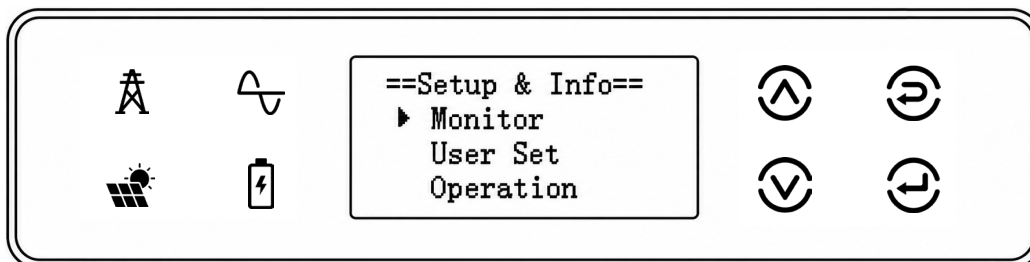 ==Setup & Info==
Monitor
User Set
Operation